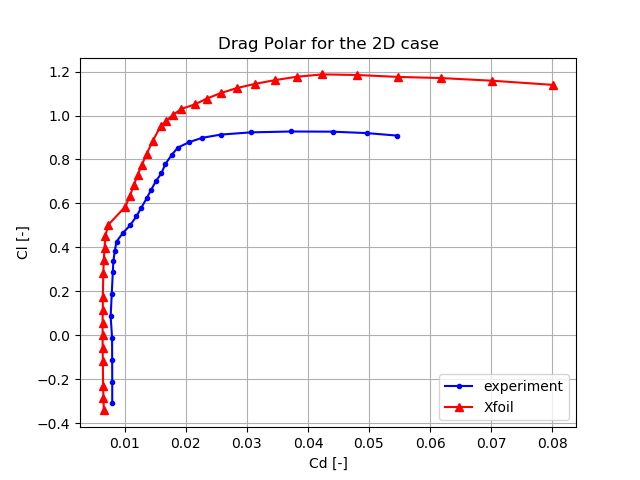 Drag Polar for the 2D case
Cl [-]
1.2
1.0
0.8
0.6
0.4
0.2
0.0
−0.2
−0.4
0.01 0.02 0.03 0.04 0.05 0.06 0.07 0.08
Cd [-]
experiment
Xfoil